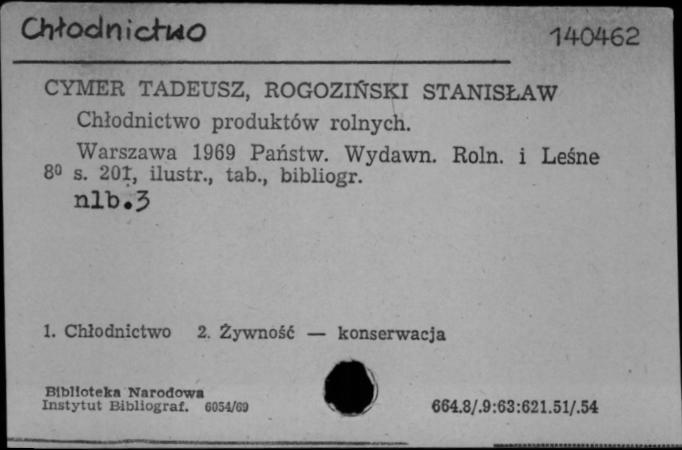 Chłodnictwo
140462
CYMER TADEUSZ, ROGOZIŃSKI STANISŁAW
Chłodnictwo produktów rolnych.
Warszawa 1969 Państw. Wydawn. Roln. i Leśne
8⁰ s. 201, ilustr., tab., bibliogr.
nlb.3
1. Chłodnictwo 2. Żywność — konserwacja
Biblioteka Narodowa
Instytut Bibliograf. 6054/69
664.8/.9:63:621.51/.54